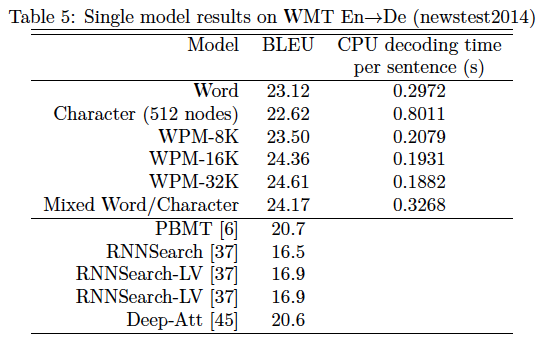 Table 5: Single model results on WMT En→De (newstest2014)
Model BLEU CPU decoding time
per sentence (s)
Word 23.12 0.2972
Character (512 nodes) 22.62 0.8011
WPM-8K 23.50 0.2079
WPM-16K 24.36 0.1931
WPM-32K 24.61 0.1882
Mixed Word/Character 24.17 0.3268
PBMT [6] 20.7
RNNSearch [37] 16.5
RNNSearch-LV [37] 16.9
RNNSearch-LV [37] 16.9
Deep-Att [45] 20.6